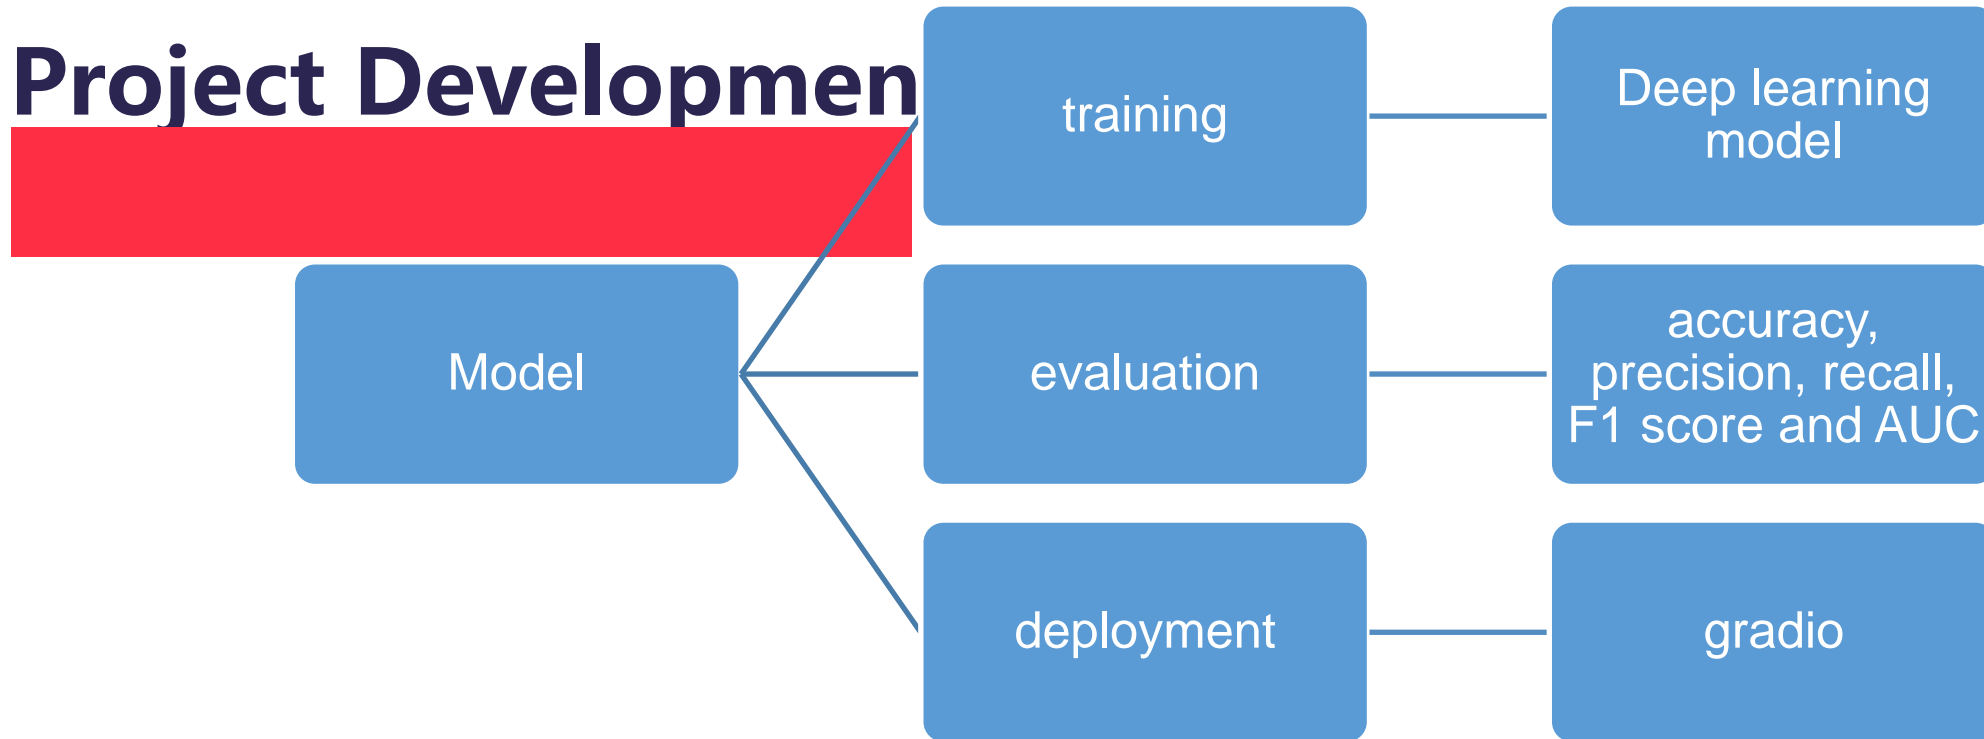 Project Developmen
training
Deep learning
model
Model
evaluation
accuracy,
precision, recall,
F1 score and AUC
deployment
gradio